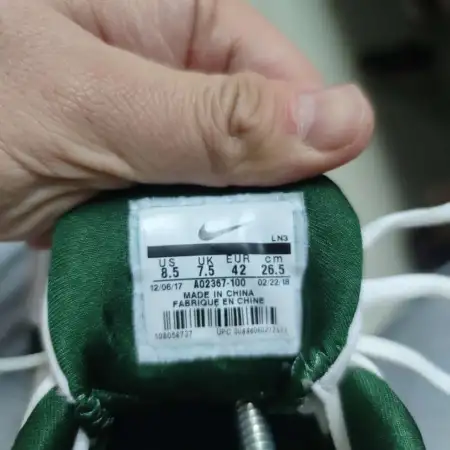 LN3
US UK EUR cm
8.5 7.5 42 26.5
12/06/17 AO2367-100 02/22/18
MADE IN CHINA
FABRIQUE EN CHINE
UPC